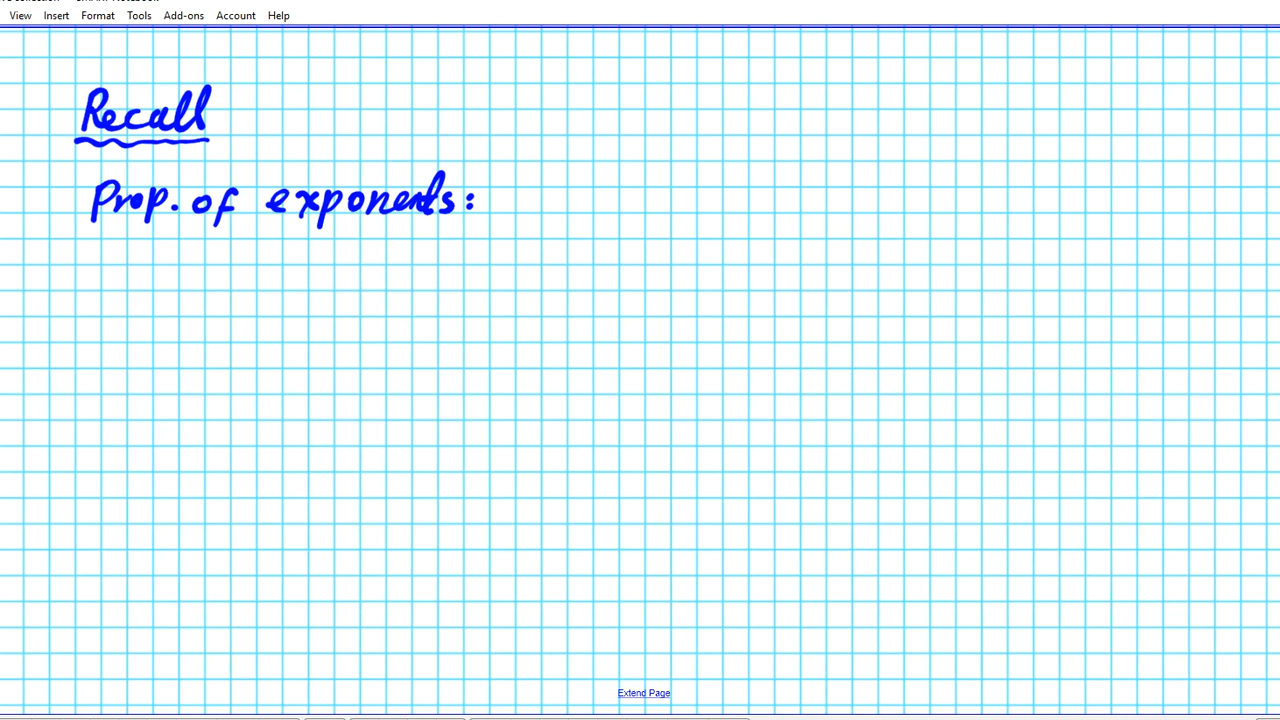 View Insert Format Tools Add-ons Account Help
Recall
Prop. of exponents:
Extend Page